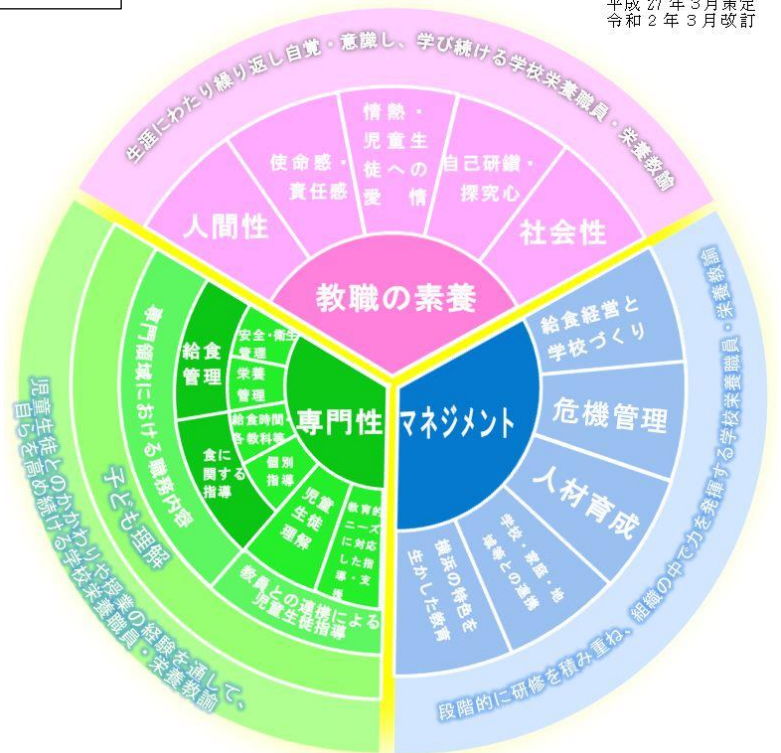 平成27年3月策定
令和2年3月改訂
生涯にわたり繰り返し自覚・意識し、学び続ける学校栄養職員・栄養教諭
人間性
使命感・
責任感
情熱・
児童生
徒への
愛情
自己研鑽・
探究心
社会性
教職の素養
専門性
マネジメント
給食経営と
学校づくり
危機管理
人材育成
学校・家庭・地
域等との連携
横浜の特色を
生かした教育
段階的に研修を積み重ね、組織の中で力を発揮する学校栄養職員・栄養教諭
安全・衛生
管理
栄養
管理
給食時間・
各教科等
個別
指導
児童
生徒
理解
教育的
ニーズ
に対応
した指
導・支
援
給食
管理
食に
関する
指導
専門領域における職務内容
教員との連携による
児童生徒指導
子ども理解
児童生徒とのかかわりや授業の経験を通して、
自らを高め続ける学校栄養職員・栄養教諭